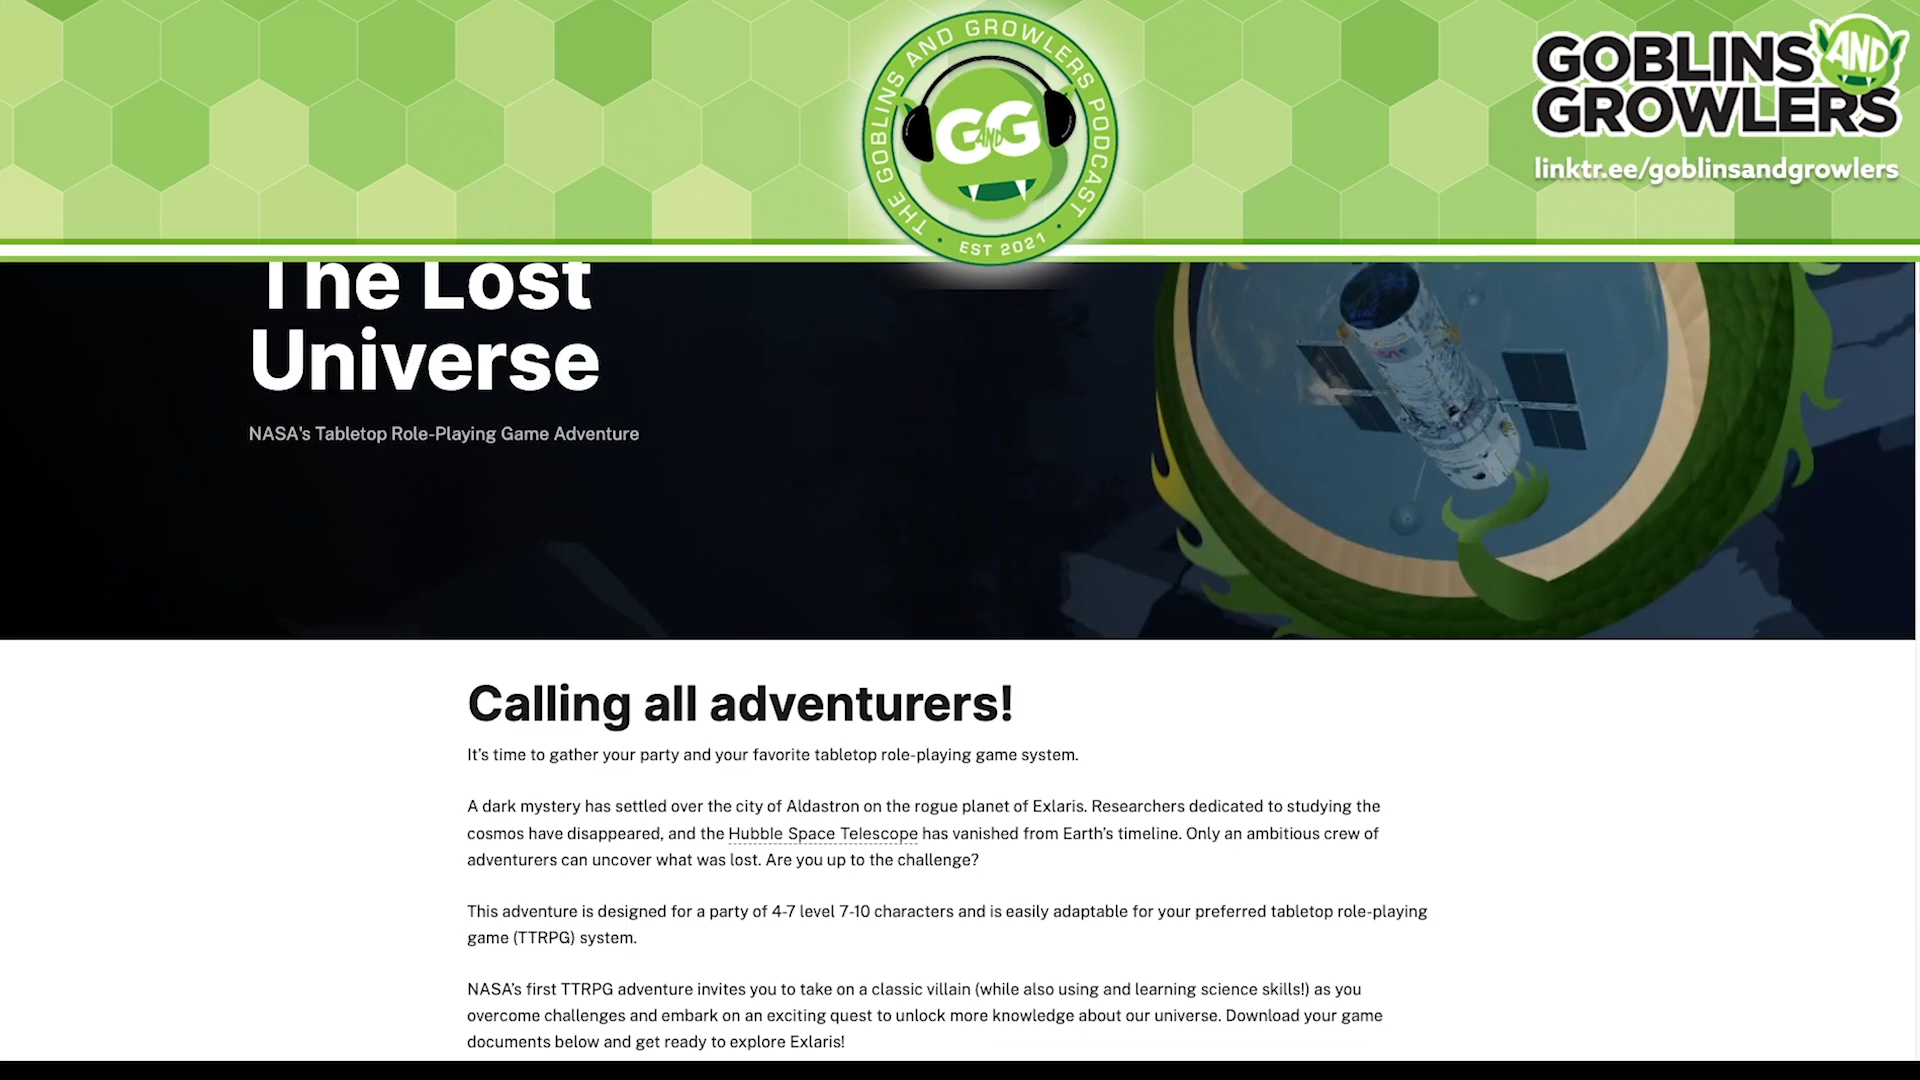 THE GOBLINS AND GROWLERS PODCAST
G AND G
• EST 2021 •
GOBLINS AND
GROWLERS
linktr.ee/goblinsandgrowlers
The Lost
Universe
NASA's Tabletop Role-Playing Game Adventure
Calling all adventurers!
It’s time to gather your party and your favorite tabletop role-playing game system.
A dark mystery has settled over the city of Aldastron on the rogue planet of Exlaris. Researchers dedicated to studying the
cosmos have disappeared, and the Hubble Space Telescope has vanished from Earth’s timeline. Only an ambitious crew of
adventurers can uncover what was lost. Are you up to the challenge?
This adventure is designed for a party of 4-7 level 7-10 characters and is easily adaptable for your preferred tabletop role-playing
game (TTRPG) system.
NASA’s first TTRPG adventure invites you to take on a classic villain (while also using and learning science skills!) as you
overcome challenges and embark on an exciting quest to unlock more knowledge about our universe. Download your game
documents below and get ready to explore Exlaris!